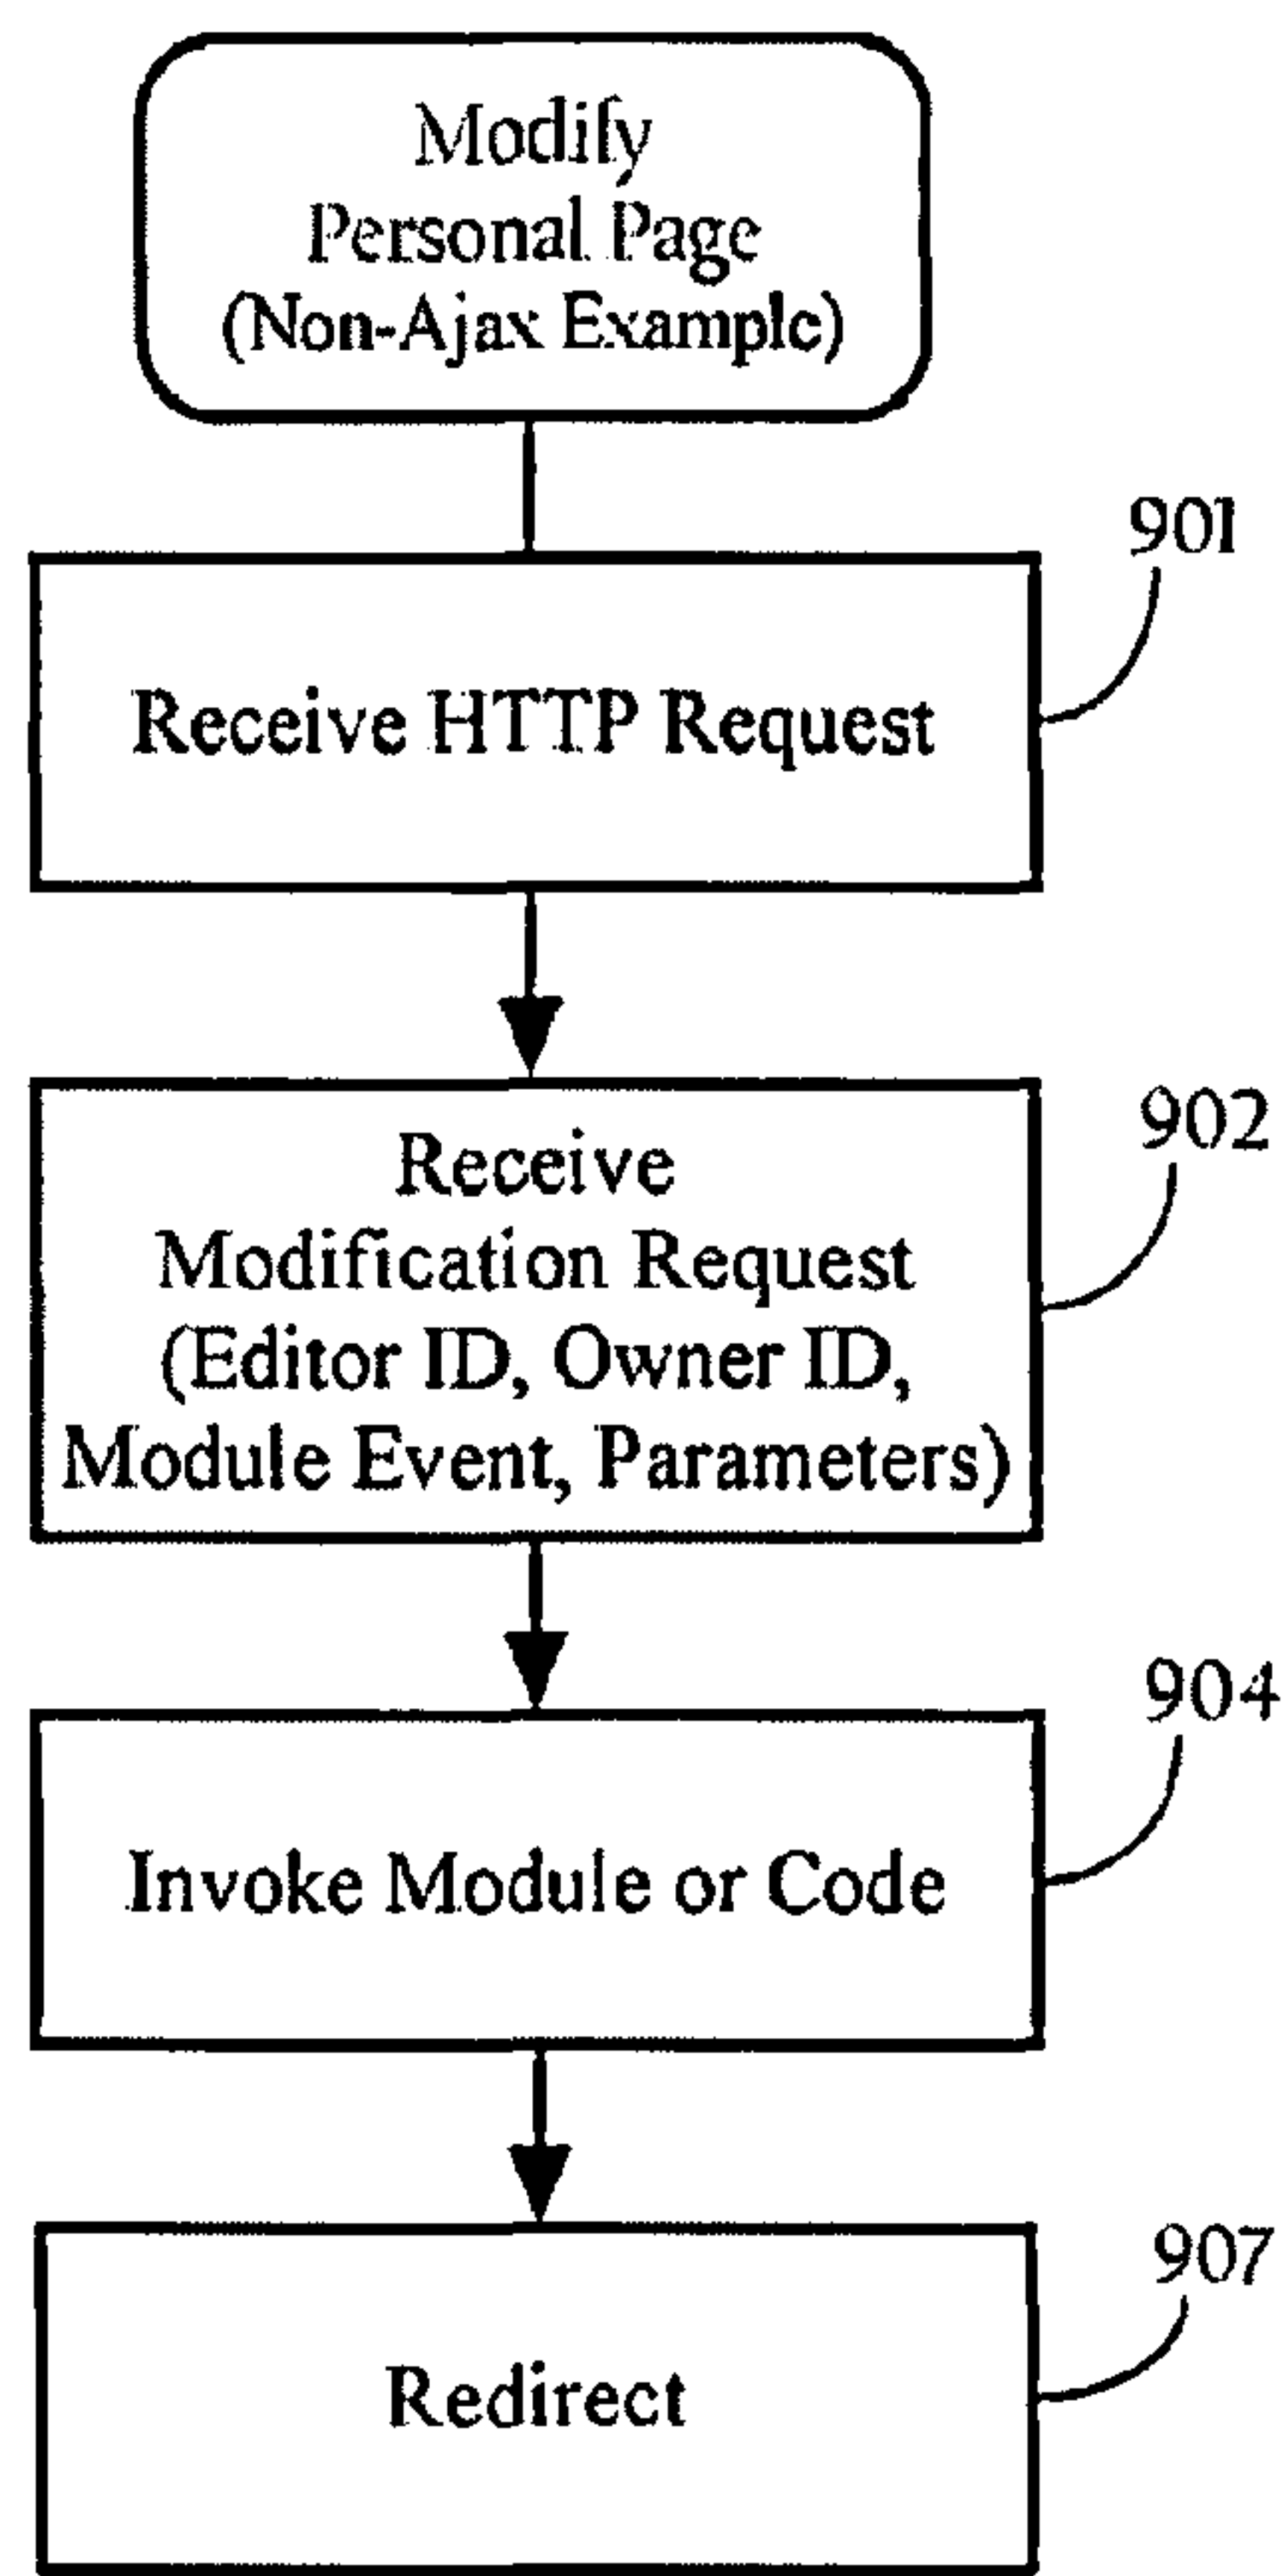 Modify
Personal Page
(Non-Ajax Example)
901
Receive HTTP Request
902
Receive
Modification Request
(Editor ID, Owner ID,
Module Event, Parameters)
904
Invoke Module or Code
907
Redirect